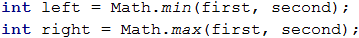 int left = Math.min(first, second);
int right = Math.max(first, second);